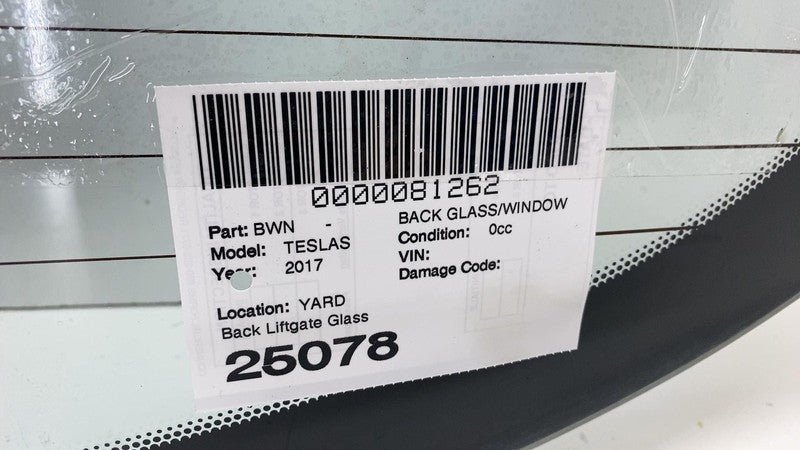 0000081262
Part: BWN - BACK GLASS/WINDOW
Model: TESLAS Condition: 0cc
Year: 2017 VIN:
Damage Code:
Location: YARD
Back Liftgate Glass
25078